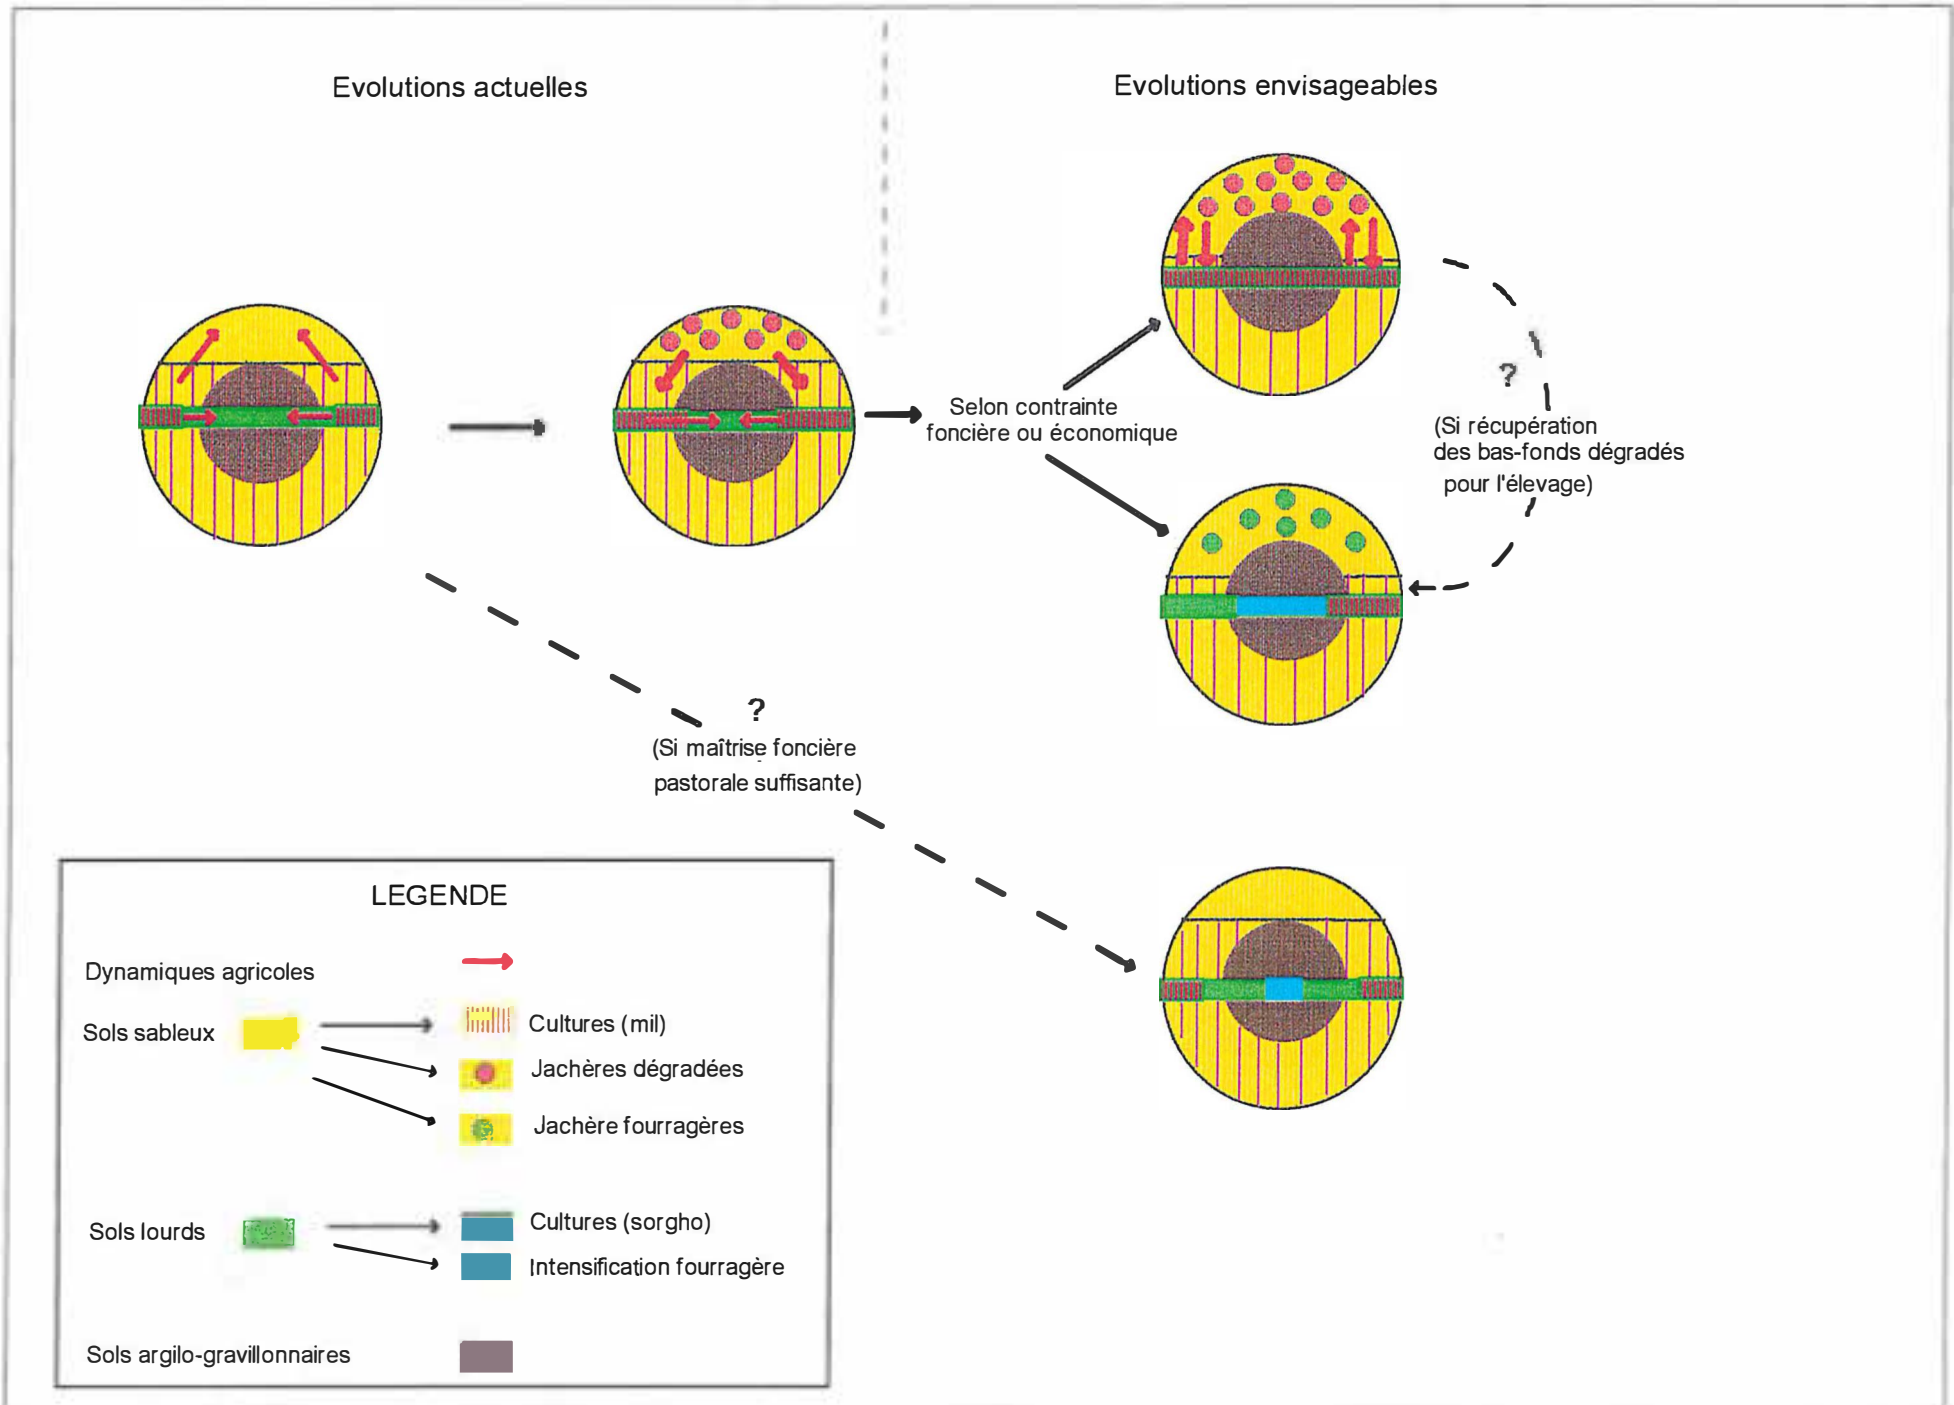 Evolutions actuelles
Evolutions envisageables
Selon contrainte
foncière ou économique
?
(Si récupération
des bas-fonds dégradés
pour l'élevage)
?
(Si maîtrise foncière
pastorale suffisante)
LEGENDE
Dynamiques agricoles
Sols sableux
Cultures (mil)
Jachères dégradées
Jachère fourragères
Sols lourds
Cultures (sorgho)
Intensification fourragère
Sols argilo-gravillonnaires